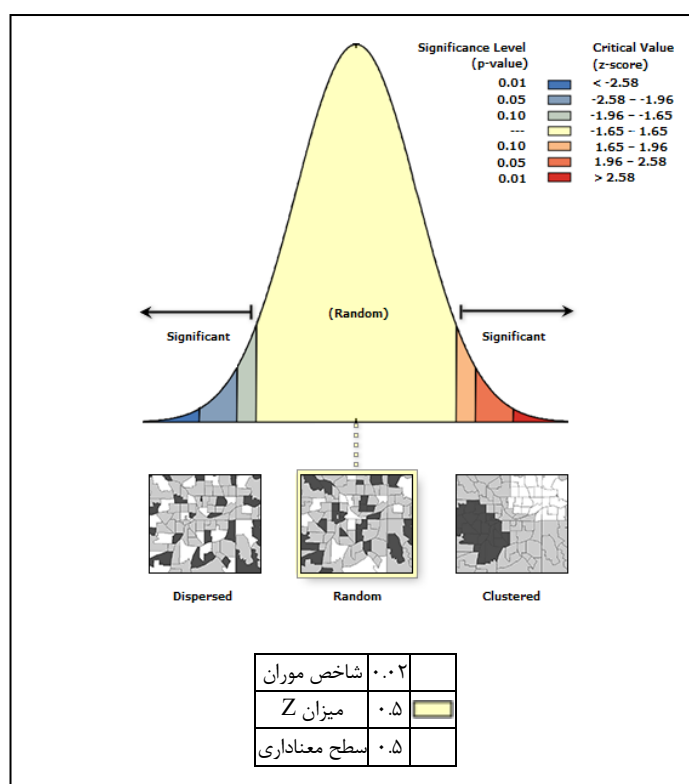 Significance Level Critical Value
(p-value) (z-score)
0.01 < -2.58
0.05 -2.58 – -1.96
0.10 -1.96 – -1.65
--- -1.65 – 1.65
0.10 1.65 – 1.96
0.05 1.96 – 2.58
0.01 > 2.58
(Random)
Significant Significant
Dispersed Random Clustered
شاخص موران ۰.۰۲
میزان Z ۰.۵
سطح معناداری ۰.۵